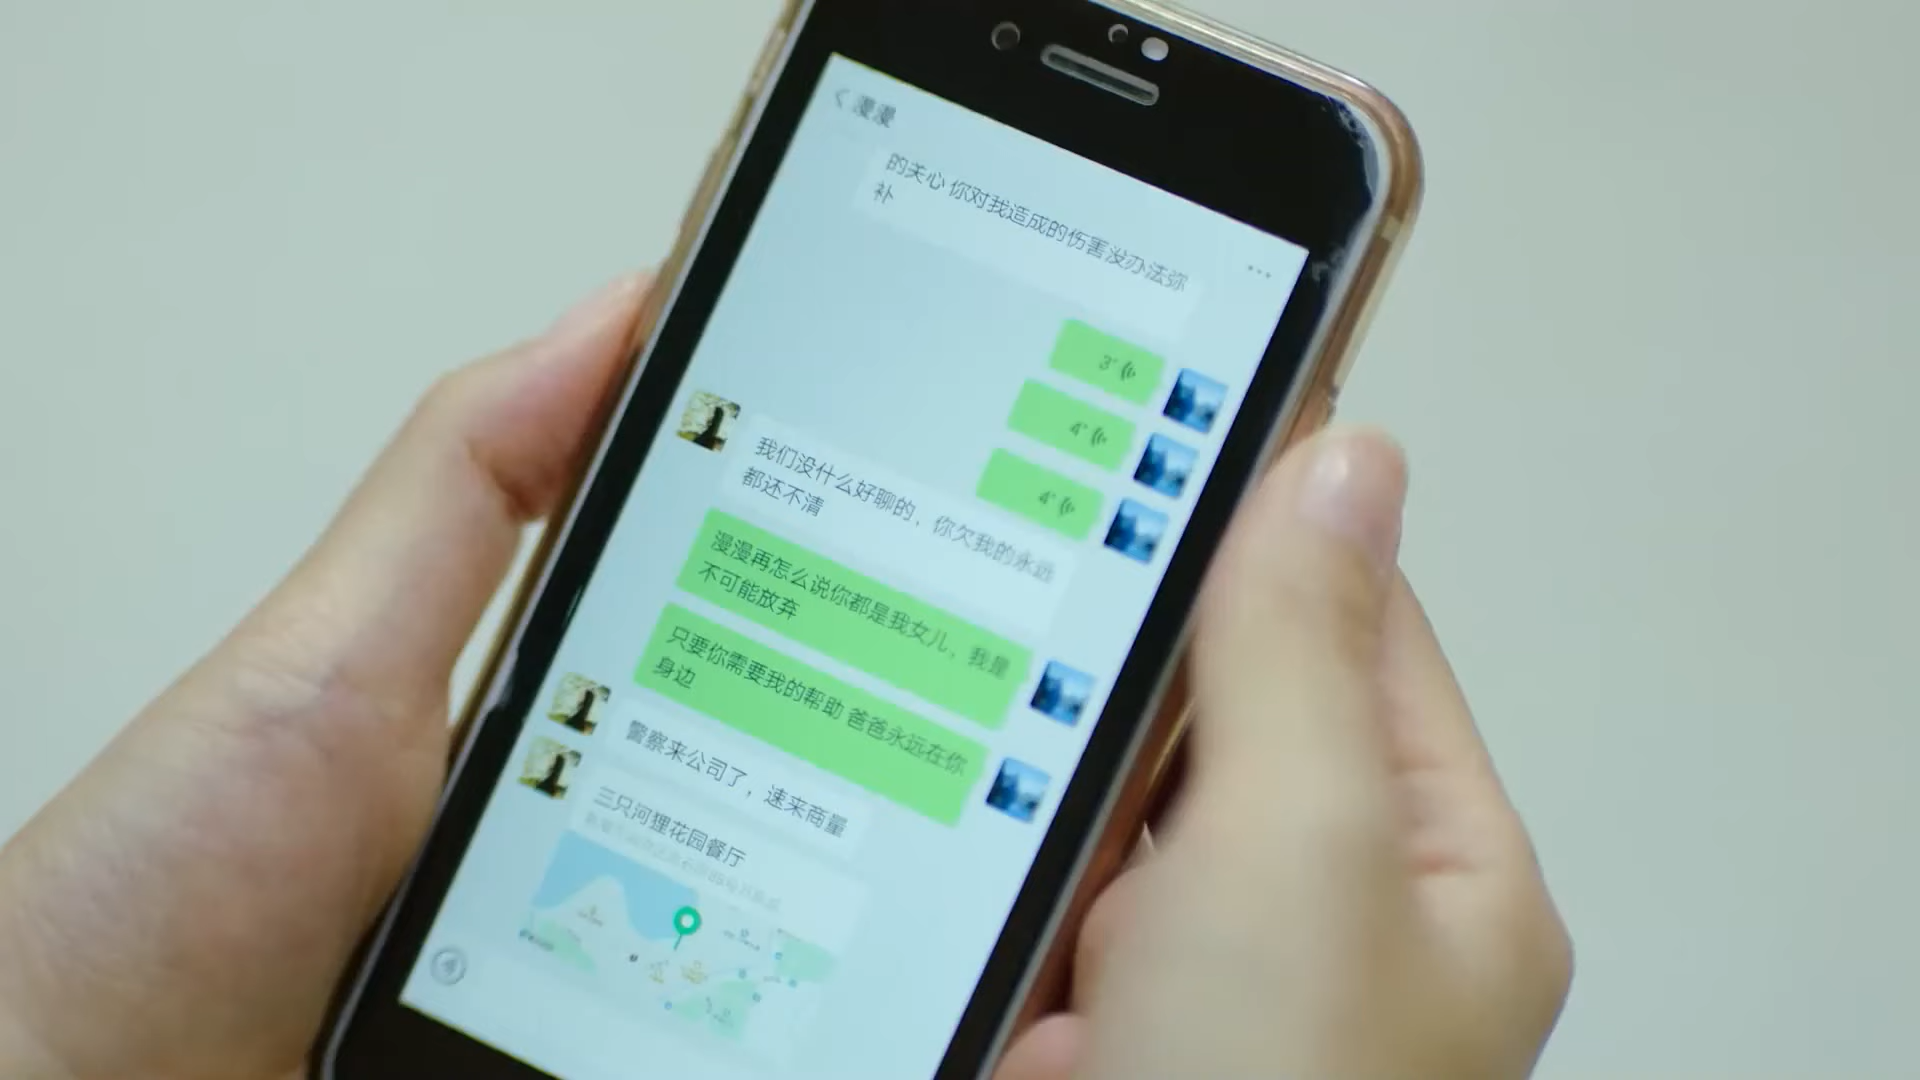 漫漫
的关心 你对我造成的伤害没办法弥
补
3"
4"
4"
我们没什么好聊的，你欠我的永远
都还不清
漫漫再怎么说你都是我女儿，我是
不可能放弃
只要你需要我的帮助 爸爸永远在你
身边
警察来公司了，速来商量
三只河狸花园餐厅